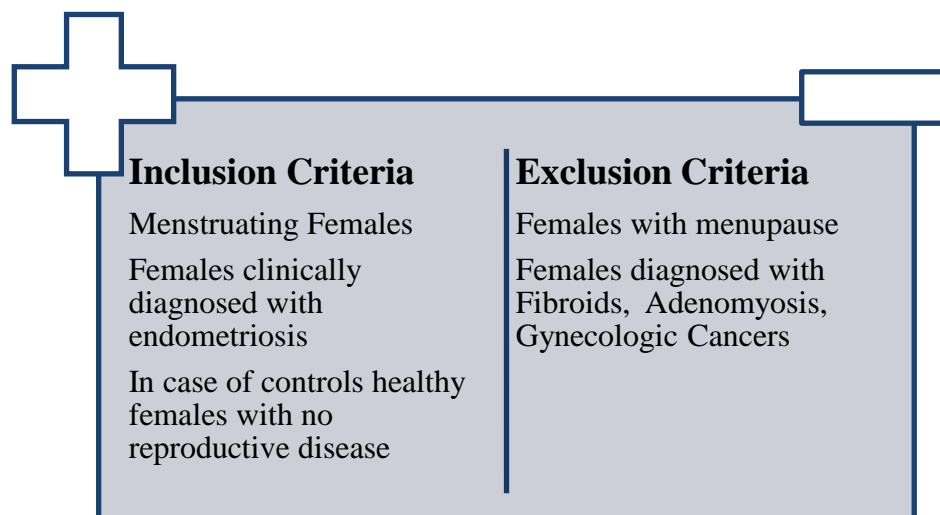 Inclusion Criteria
Menstruating Females
Females clinically
diagnosed with
endometriosis
In case of controls healthy
females with no
reproductive disease
Exclusion Criteria
Females with menupause
Females diagnosed with
Fibroids, Adenomyosis,
Gynecologic Cancers